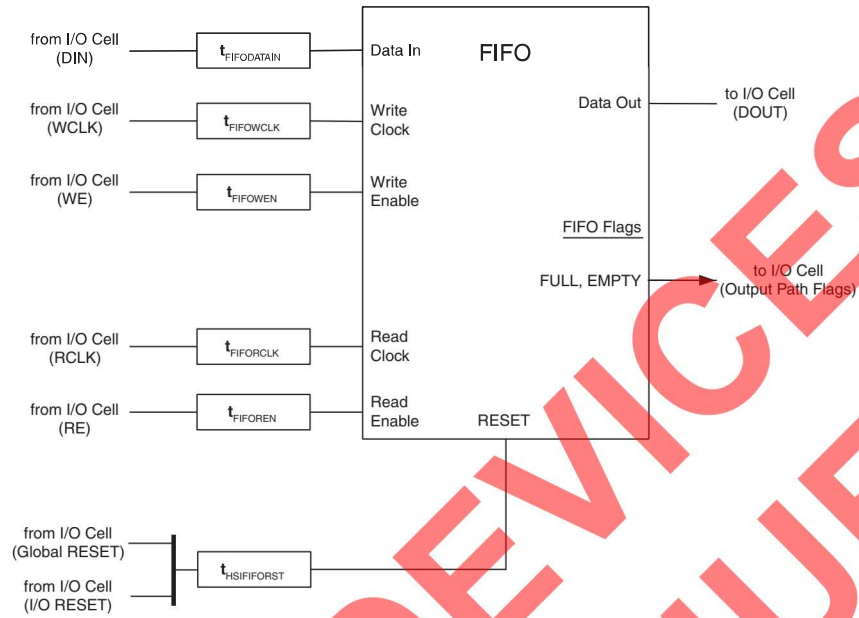 from I/O Cell
(DIN)
tFIFODATAIN
Data In
FIFO
from I/O Cell
(WCLK)
tFIFOWCLK
Write
Clock
Data Out
to I/O Cell
(DOUT)
from I/O Cell
(WE)
tFIFOWEN
Write
Enable
FIFO Flags
FULL, EMPTY
to I/O Cell
(Output Path Flags)
from I/O Cell
(RCLK)
tFIFORCLK
Read
Clock
from I/O Cell
(RE)
tFIFOREN
Read
Enable
RESET
from I/O Cell
(Global RESET)
tHSIFIFORST
from I/O Cell
(I/O RESET)
DEVICES